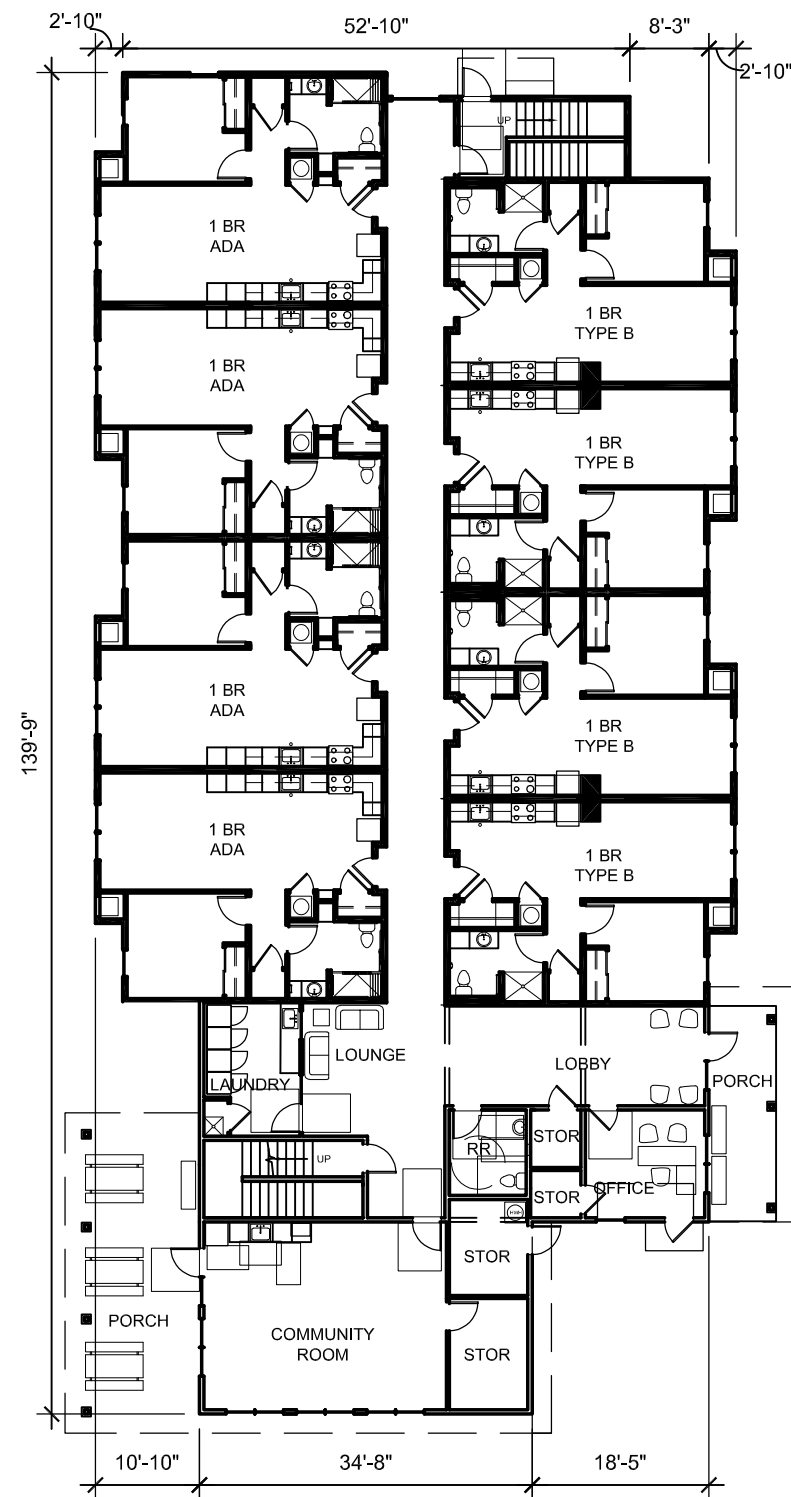 2'-10"
52'-10"
8'-3"
2'-10"
UP
1 BR
ADA
1 BR
TYPE B
1 BR
ADA
1 BR
TYPE B
1 BR
ADA
1 BR
TYPE B
139'-9"
1 BR
ADA
1 BR
TYPE B
LOUNGE
LOBBY
LAUNDRY
PORCH
STOR
RR
UP
OFFICE
STOR
HWH
STOR
PORCH
COMMUNITY
ROOM
STOR
10'-10"
34'-8"
18'-5"